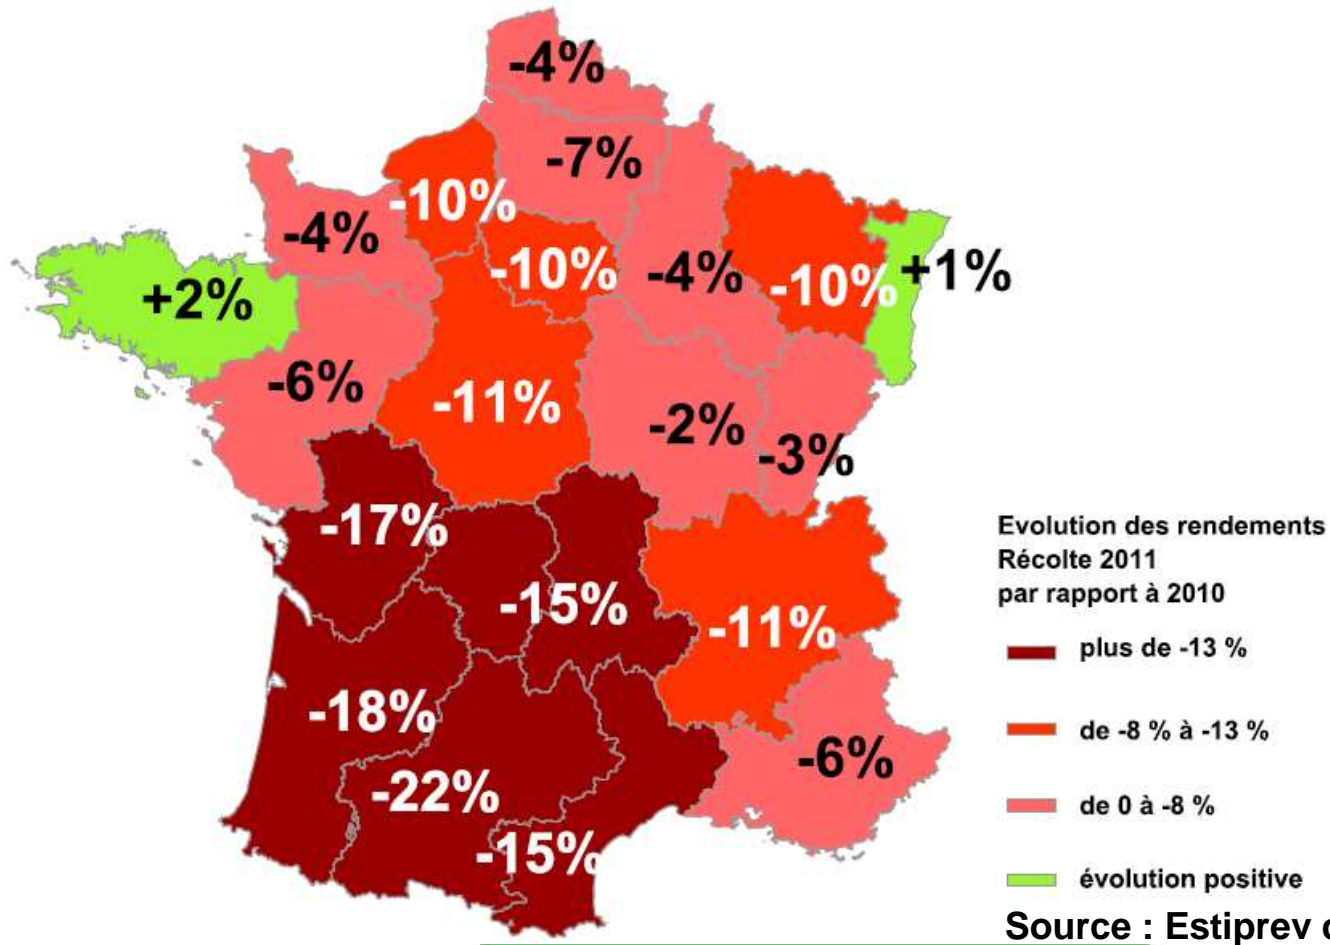 -4%
-7%
-10%
-4%
-10%
-4%
-10%
+1%
+2%
-6%
-11%
-2%
-3%
-17%
-15%
-11%
-18%
-22%
-15%
-6%
Evolution des rendements
Récolte 2011
par rapport à 2010
plus de -13 %
de -8 % à -13 %
de 0 à -8 %
évolution positive
Source : Estiprev